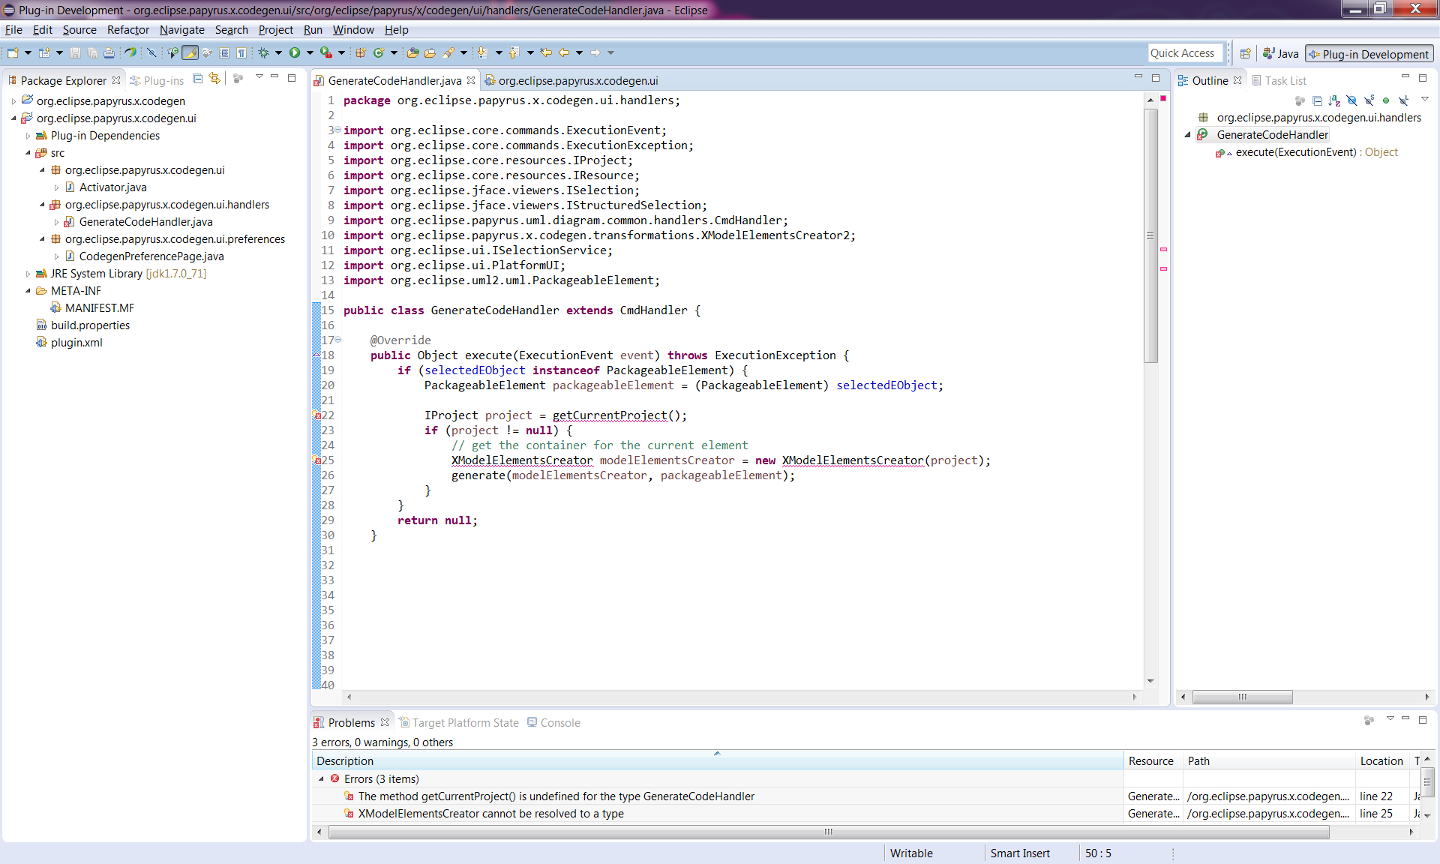 Plug-in Development - org.eclipse.papyrus.x.codegen.ui/src/org/eclipse/papyrus/x/codegen/ui/handlers/GenerateCodeHandler.java - Eclipse
File Edit Source Refactor Navigate Search Project Run Window Help
Quick Access
Java
Plug-in Development
Package Explorer
Plug-ins
org.eclipse.papyrus.x.codegen
org.eclipse.papyrus.x.codegen.ui
Plug-in Dependencies
src
org.eclipse.papyrus.x.codegen.ui
Activator.java
org.eclipse.papyrus.x.codegen.ui.handlers
GenerateCodeHandler.java
org.eclipse.papyrus.x.codegen.ui.preferences
CodegenPreferencePage.java
JRE System Library [jdk1.7.0_71]
META-INF
MANIFEST.MF
build.properties
plugin.xml
GenerateCodeHandler.java
org.eclipse.papyrus.x.codegen.ui
1 package org.eclipse.papyrus.x.codegen.ui.handlers;
2
3 import org.eclipse.core.commands.ExecutionEvent;
4 import org.eclipse.core.commands.ExecutionException;
5 import org.eclipse.core.resources.IProject;
6 import org.eclipse.core.resources.IResource;
7 import org.eclipse.jface.viewers.ISelection;
8 import org.eclipse.jface.viewers.IStructuredSelection;
9 import org.eclipse.papyrus.uml.diagram.common.handlers.CmdHandler;
10 import org.eclipse.papyrus.x.codegen.transformations.XModelElementsCreator2;
11 import org.eclipse.ui.ISelectionService;
12 import org.eclipse.ui.PlatformUI;
13 import org.eclipse.uml2.uml.PackageableElement;
14
15 public class GenerateCodeHandler extends CmdHandler {
16
17 @Override
18 public Object execute(ExecutionEvent event) throws ExecutionException {
19 if (selectedEObject instanceof PackageableElement) {
20 PackageableElement packageableElement = (PackageableElement) selectedEObject;
21
22 IProject project = getCurrentProject();
23 if (project != null) {
24 // get the container for the current element
25 XModelElementsCreator modelElementsCreator = new XModelElementsCreator(project);
26 generate(modelElementsCreator, packageableElement);
27 }
28 }
29 return null;
30 }
31
32
33
34
35
36
37
38
39
40
Outline
Task List
org.eclipse.papyrus.x.codegen.ui.handlers
GenerateCodeHandler
execute(ExecutionEvent) : Object
Problems
Target Platform State
Console
3 errors, 0 warnings, 0 others
Description Resource Path Location T
Errors (3 items)
The method getCurrentProject() is undefined for the type GenerateCodeHandler Generate... /org.eclipse.papyrus.codegen.... line 22
XModelElementsCreator cannot be resolved to a type Generate... /org.eclipse.papyrus.codegen.... line 25
Writable Smart Insert 50 : 5